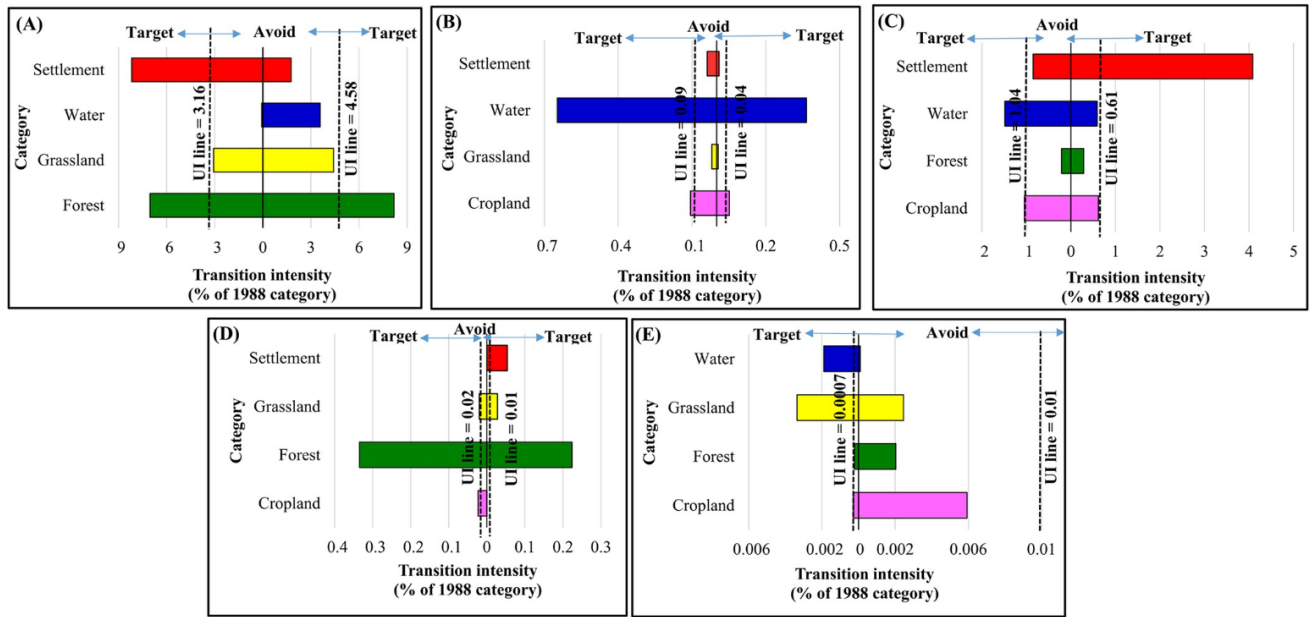 (A)
Target
Avoid
Target
Settlement
Water
Grassland
Forest
Category
UI line = 3.16
UI line = 4.58
9 6 3 0 3 6 9
Transition intensity
(% of 1988 category)
(B)
Avoid
Target
Target
Settlement
Water
Grassland
Cropland
Category
UI line = 0.09
UI line = 0.04
0.7 0.4 0.1 0.2 0.5
Transition intensity
(% of 1988 category)
(C)
Avoid
Target
Target
Settlement
Water
Forest
Cropland
Category
UI line = 1.04
UI line = 0.61
2 1 0 1 2 3 4 5
Transition intensity
(% of 1988 category)
(D)
Avoid
Target
Target
Settlement
Grassland
Forest
Cropland
Category
UI line = 0.02
UI line = 0.01
0.4 0.3 0.2 0.1 0 0.1 0.2 0.3
Transition intensity
(% of 1988 category)
(E)
Target
Avoid
Water
Grassland
Forest
Cropland
Category
UI line = 0.0007
UI line = 0.01
0.006 0.002 0 0.002 0.006 0.01
Transition intensity
(% of 1988 category)